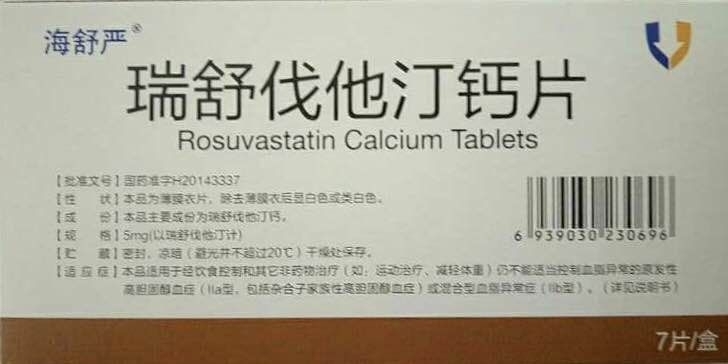 海舒严®
瑞舒伐他汀钙片
Rosuvastatin Calcium Tablets
【批准文号】国药准字H20143337
【性 状】本品为薄膜衣片，除去薄膜衣后显白色或类白色。
【成 份】本品主要成份为瑞舒伐他汀钙。
【规 格】5mg(以瑞舒伐他汀计)
【贮 藏】密封，凉暗（避光并不超过20℃）干燥处保存。
【适应症】本品适用于经饮食控制和其它非药物治疗（如：运动治疗、减轻体重）仍不能适当控制血脂异常的原发性
高胆固醇血症（IIa型，包括杂合子家族性高胆固醇血症）或混合型血脂异常症（IIb型）。（详见说明书）
6 939030 230696
7片/盒